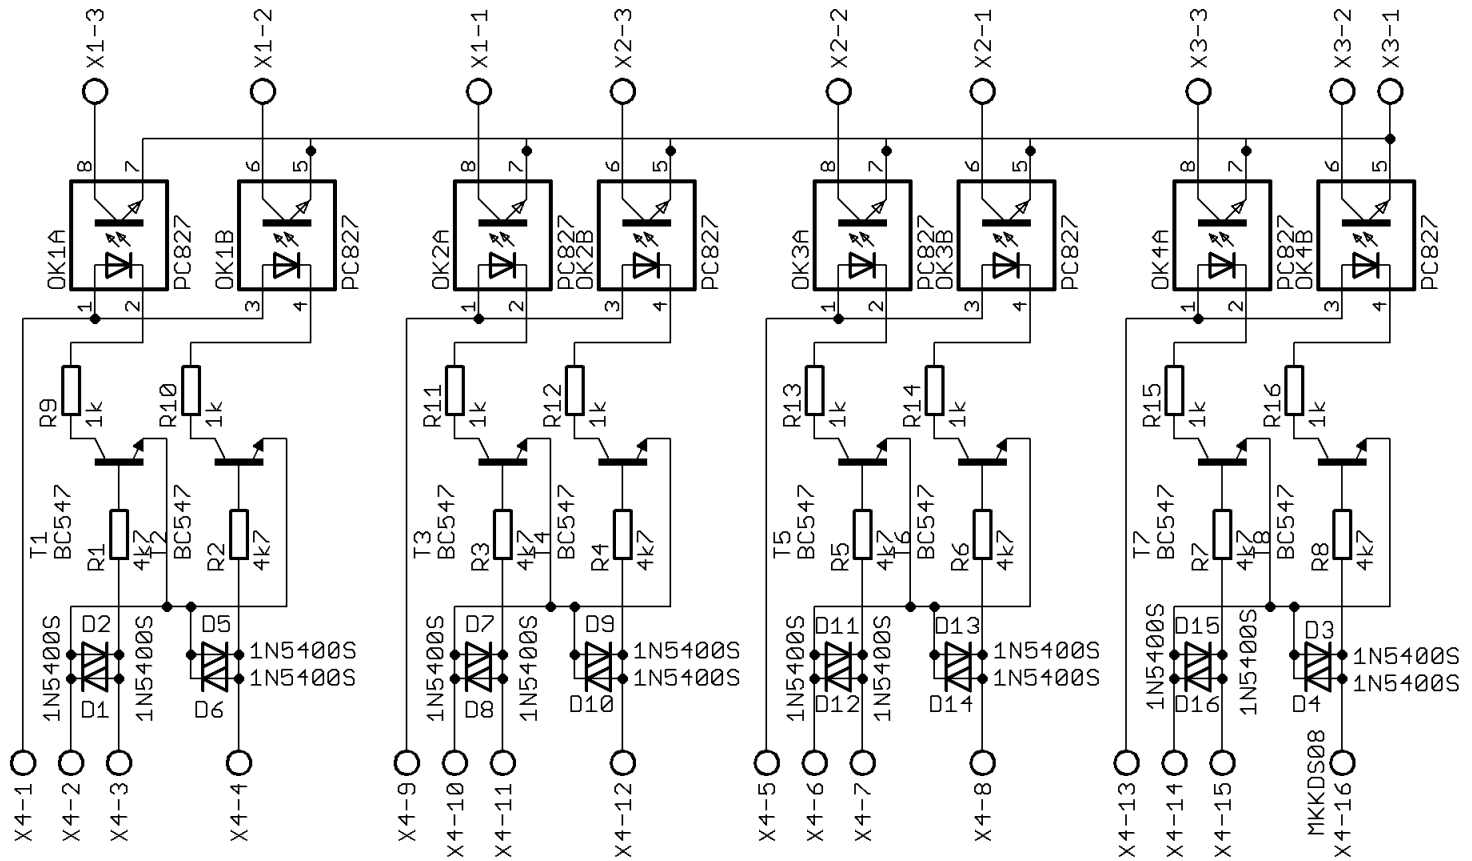 X1-3
X1-2
X1-1
X2-3
X2-2
X2-1
X3-3
X3-2
X3-1
8
7
6
5
8
7
6
5
8
7
6
5
8
7
6
5
OK1A
PC827
OK1B
PC827
OK2A
PC827
OK2B
PC827
OK3A
PC827
OK3B
PC827
OK4A
PC827
OK4B
PC827
1
2
3
4
1
2
3
4
1
2
3
4
1
2
3
4
R9
1k
R10
1k
R11
1k
R12
1k
R13
1k
R14
1k
R15
1k
R16
1k
T1
BC547
R1
4k7
T2
BC547
R2
4k7
T3
BC547
R3
4k7
T4
BC547
R4
4k7
T5
BC547
R5
4k7
T6
BC547
R6
4k7
T7
BC547
R7
4k7
T8
BC547
R8
4k7
1N5400S
D2
D1
1N5400S
D5
1N5400S
1N5400S
D6
1N5400S
D7
D8
1N5400S
D9
1N5400S
1N5400S
D10
1N5400S
D11
D12
1N5400S
D13
1N5400S
1N5400S
D14
1N5400S
D15
D16
1N5400S
D3
1N5400S
1N5400S
D4
X4-1
X4-2
X4-3
X4-4
X4-9
X4-10
X4-11
X4-12
X4-5
X4-6
X4-7
X4-8
X4-13
X4-14
X4-15
MKKDS08
X4-16